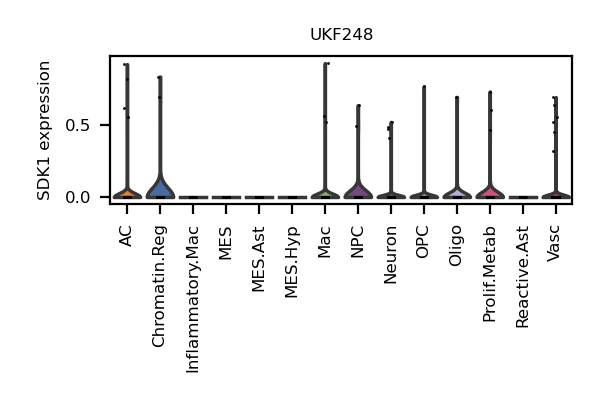 UKF248
SDK1 expression
0.5
0.0
AC
Chromatin.Reg
Inflammatory.Mac
MES
MES.Ast
MES.Hyp
Mac
NPC
Neuron
OPC
Oligo
Prolif.Metab
Reactive.Ast
Vasc